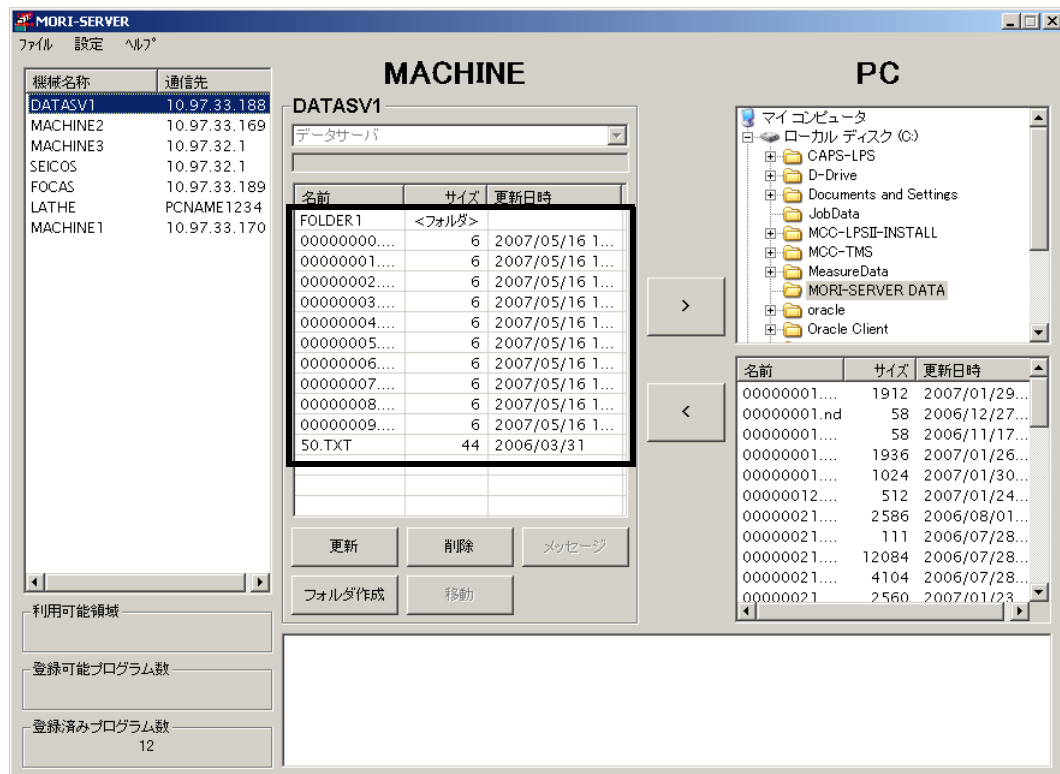 MORI-SERVER
ファイル 設定 ヘルプ
機械名称 通信先
DATASV1 10.97.33.188
MACHINE2 10.97.33.169
MACHINE3 10.97.32.1
SEICOS 10.97.32.1
FOCAS 10.97.33.189
LATHE PCNAME1234
MACHINE1 10.97.33.170
利用可能領域
登録可能プログラム数
登録済みプログラム数
12
MACHINE
DATASV1
データサーバ
名前 サイズ 更新日時
FOLDER1 <フォルダ>
00000000.... 6 2007/05/16 1...
00000001.... 6 2007/05/16 1...
00000002.... 6 2007/05/16 1...
00000003.... 6 2007/05/16 1...
00000004.... 6 2007/05/16 1...
00000005.... 6 2007/05/16 1...
00000006.... 6 2007/05/16 1...
00000007.... 6 2007/05/16 1...
00000008.... 6 2007/05/16 1...
00000009.... 6 2007/05/16 1...
50.TXT 44 2006/03/31
更新 削除 メッセージ
フォルダ作成 移動
>
<
PC
マイ コンピュータ
ローカル ディスク (C:)
CAPS-LPS
D-Drive
Documents and Settings
JobData
MCC-LPSII-INSTALL
MCC-TMS
MeasureData
MORI-SERVER DATA
oracle
Oracle Client
名前 サイズ 更新日時
00000001.... 1912 2007/01/29...
00000001.nd 58 2006/12/27...
00000001.... 58 2006/11/17...
00000001.... 1936 2007/01/26...
00000001.... 1024 2007/01/30...
00000012.... 512 2007/01/24...
00000021.... 2586 2006/08/01...
00000021.... 111 2006/07/28...
00000021.... 12084 2006/07/28...
00000021.... 4104 2006/07/28...
00000021 2560 2007/01/23